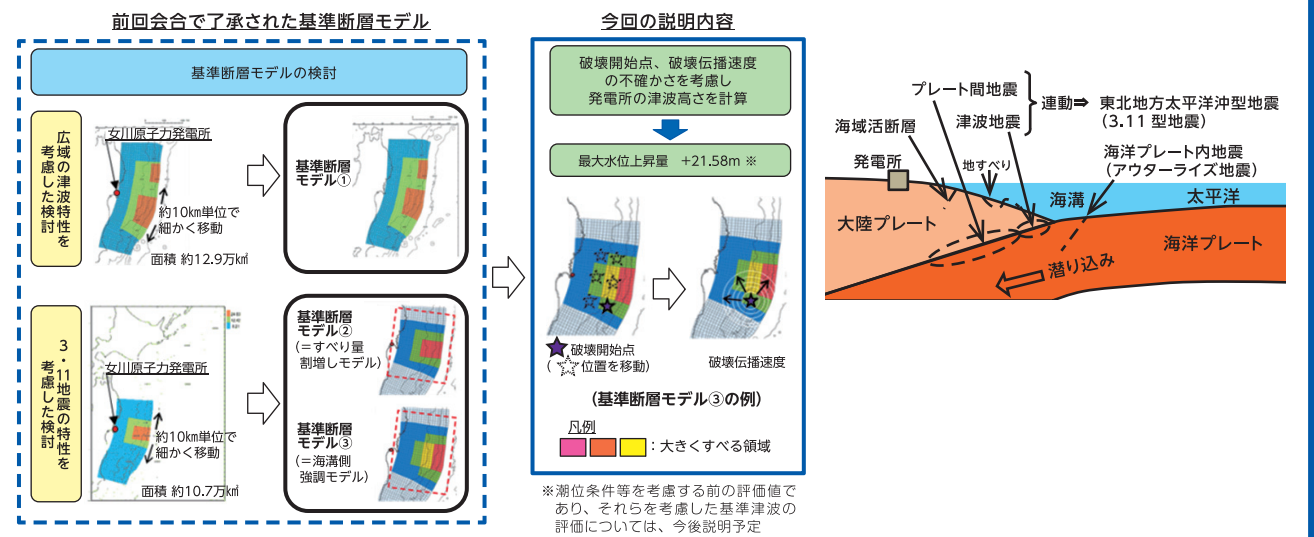 前回会合で了承された基準断層モデル
基準断層モデルの検討
広域の津波特性を
考慮した検討
女川原子力発電所
約10km単位で
細かく移動
面積 約12.9万k㎡
基準断層
モデル①
3・11地震の特性を
考慮した検討
女川原子力発電所
約10km単位で
細かく移動
面積 約10.7万k㎡
基準断層
モデル②
(=すべり量
割増しモデル)
基準断層
モデル③
(=海溝側
強調モデル)
今回の説明内容
破壊開始点、破壊伝播速度
の不確かさを考慮し
発電所の津波高さを計算
最大水位上昇量 +21.58m ※
破壊開始点
(☆位置を移動)
破壊伝播速度
(基準断層モデル③の例)
凡例
:大きくすべる領域
※潮位条件等を考慮する前の評価値で
あり、それらを考慮した基準津波の
評価については、今後説明予定
プレート間地震
津波地震
連動⇒ 東北地方太平洋沖型地震
(3.11型地震)
海域活断層
地すべり
発電所
海洋プレート内地震
(アウターライズ地震)
海溝
太平洋
大陸プレート
海洋プレート
潜り込み